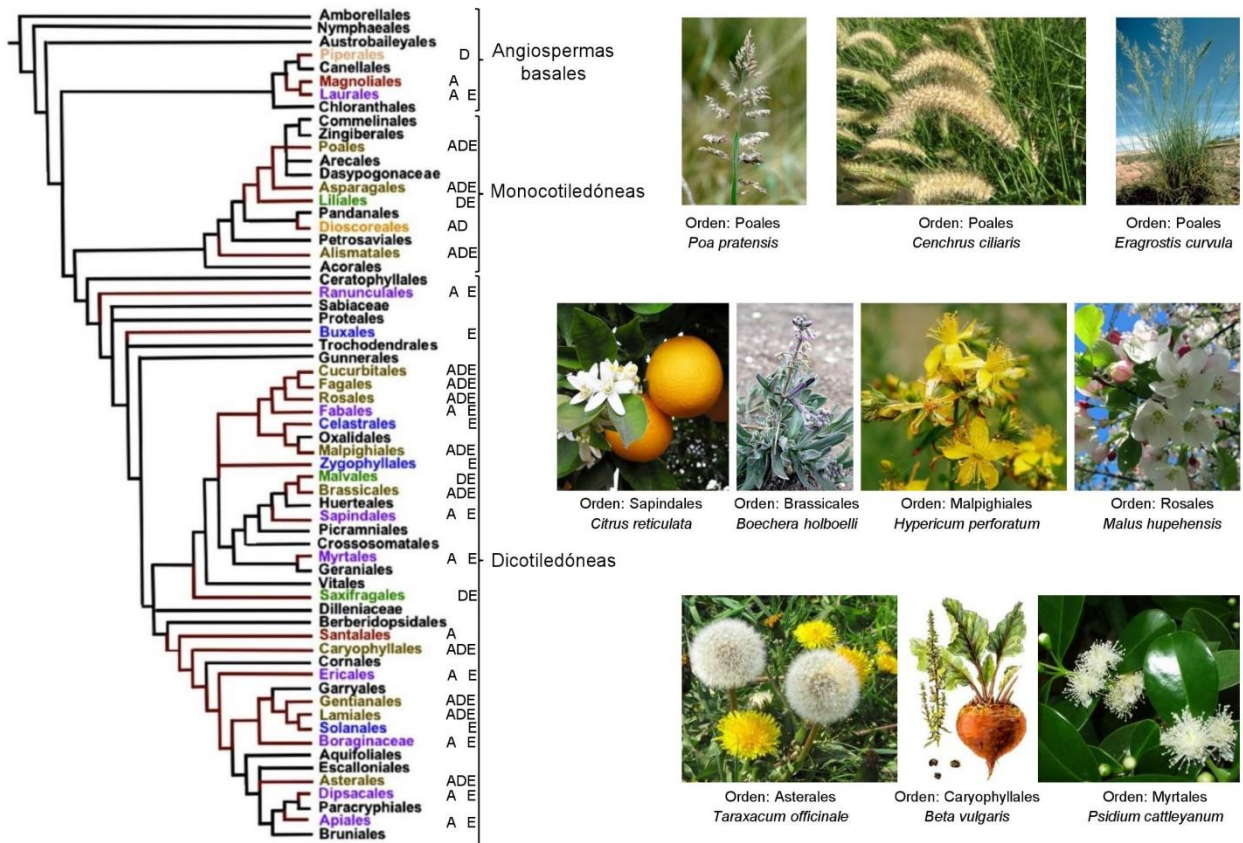 Amborellales
Nymphaeales
Austrobaileyales
Piperales D
Canellales
Magnoliales A
Laurales A E
Chloranthales
Angiospermas
basales
Commelinales
Zingiberales
Poales ADE
Arecales
Dasypogonaceae
Asparagales ADE
Liliales DE
Pandanales
Dioscoreales AD
Petrosaviales
Alismatales ADE
Acorales
Monocotiledóneas
Ceratophyllales
Ranunculales A E
Sabiaceae
Proteales
Buxales E
Trochodendrales
Gunnerales
Cucurbitales ADE
Fagales ADE
Rosales ADE
Fabales A E
Celastrales E
Oxalidales
Malpighiales ADE
Zygophyllales E
Malvales DE
Brassicales ADE
Huerteales
Sapindales A E
Picramniales
Crossosomatales
Myrtales A E
Geraniales
Vitales
Saxifragales DE
Dilleniaceae
Berberidopsidales
Santalales A
Caryophyllales ADE
Cornales
Ericales A E
Garryales
Gentianales ADE
Lamiales ADE
Solanales E
Boraginaceae A E
Aquifoliales
Escalloniales
Asterales ADE
Dipsacales A E
Paracryphiales
Apiales A E
Bruniales
Dicotiledóneas
Orden: Poales
Poa pratensis
Orden: Poales
Cenchrus ciliaris
Orden: Poales
Eragrostis curvula
Orden: Sapindales
Citrus reticulata
Orden: Brassicales
Boechera holboelli
Orden: Malpighiales
Hypericum perforatum
Orden: Rosales
Malus hupehensis
Orden: Asterales
Taraxacum officinale
Orden: Caryophyllales
Beta vulgaris
Orden: Myrtales
Psidium cattleyanum